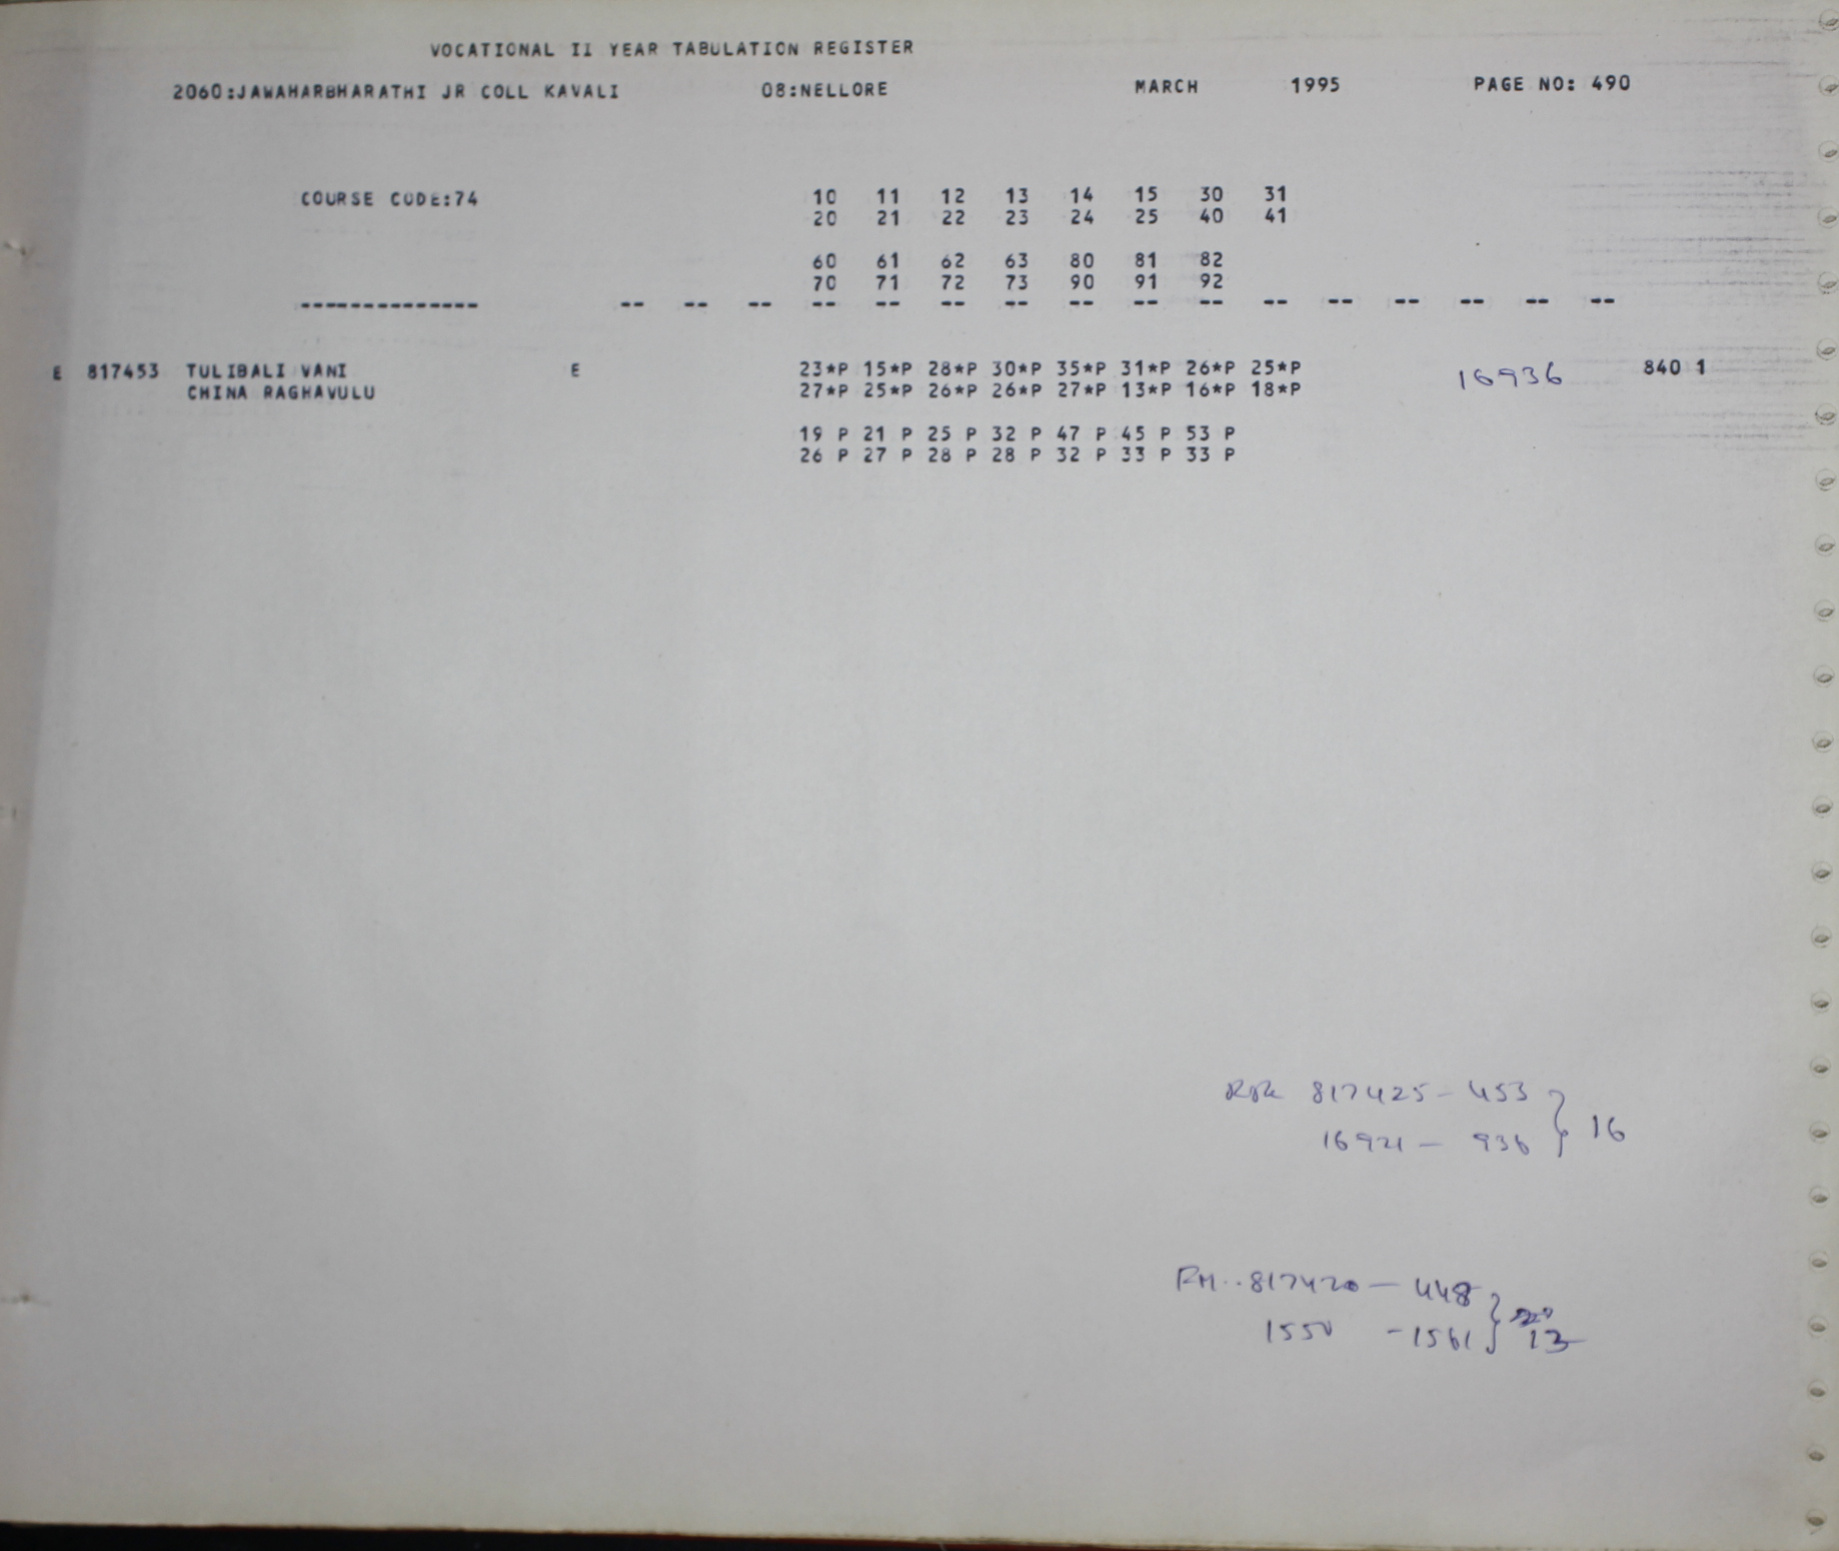 VOCATIONAL II YEAR TABULATION REGISTER
2060:JAWAHARBHARATHI JR COLL KAVALI 08:NELLORE MARCH 1995 PAGE NO: 490
COURSE CODE:74 10 11 12 13 14 15 30 31
20 21 22 23 24 25 40 41
60 61 62 63 80 81 82
70 71 72 73 90 91 92
-------------- -- -- -- -- -- -- -- -- -- -- -- -- -- -- -- --
E 817453 TULIBALI VANI E 23*P 15*P 28*P 30*P 35*P 31*P 26*P 25*P 16936 840 1
CHINA RAGHAVULU 27*P 25*P 26*P 26*P 27*P 13*P 16*P 18*P
19 P 21 P 25 P 32 P 47 P 45 P 53 P
26 P 27 P 28 P 28 P 32 P 33 P 33 P
817425 - 453
16921 - 936 } 16
FM..817420 - 448
1550 - 1561 } 13